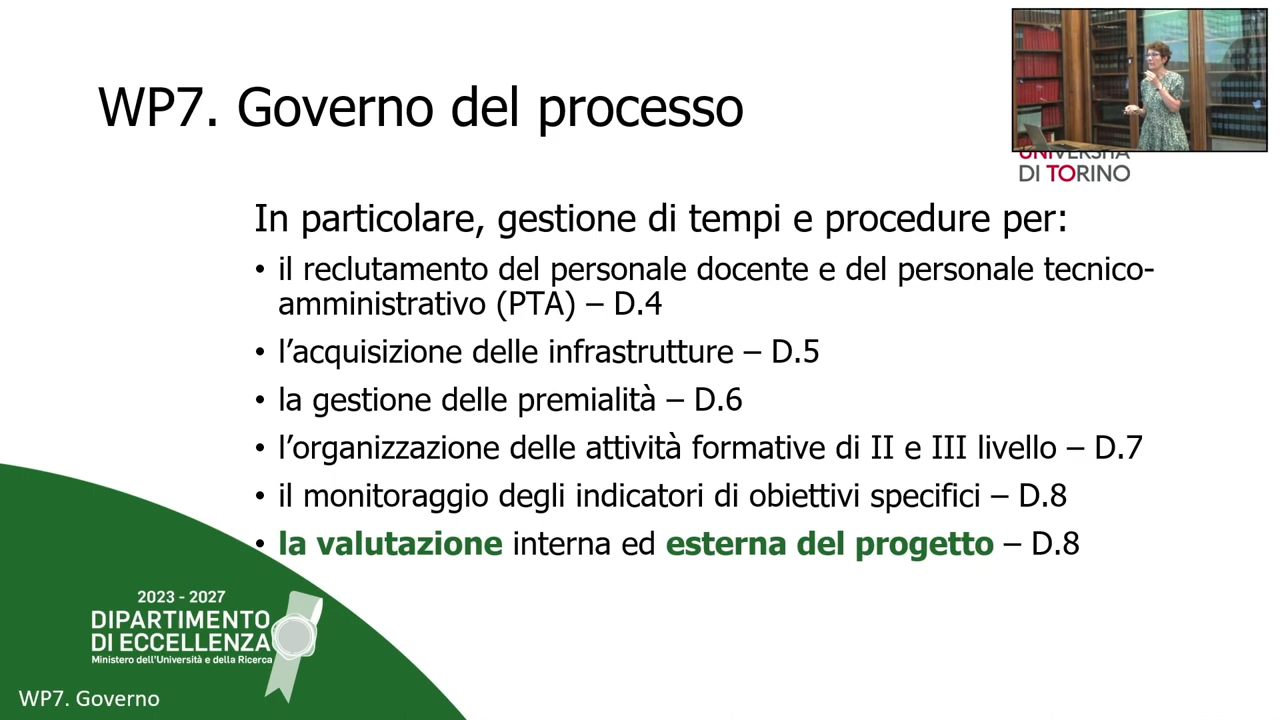 WP7. Governo del processo
UNIVERSITÀ
DI TORINO
In particolare, gestione di tempi e procedure per:
• il reclutamento del personale docente e del personale tecnico-
amministrativo (PTA) – D.4
• l’acquisizione delle infrastrutture – D.5
• la gestione delle premialità – D.6
• l’organizzazione delle attività formative di II e III livello – D.7
• il monitoraggio degli indicatori di obiettivi specifici – D.8
• la valutazione interna ed esterna del progetto – D.8
2023 - 2027
DIPARTIMENTO
DI ECCELLENZA
Ministero dell'Università e della Ricerca
WP7. Governo